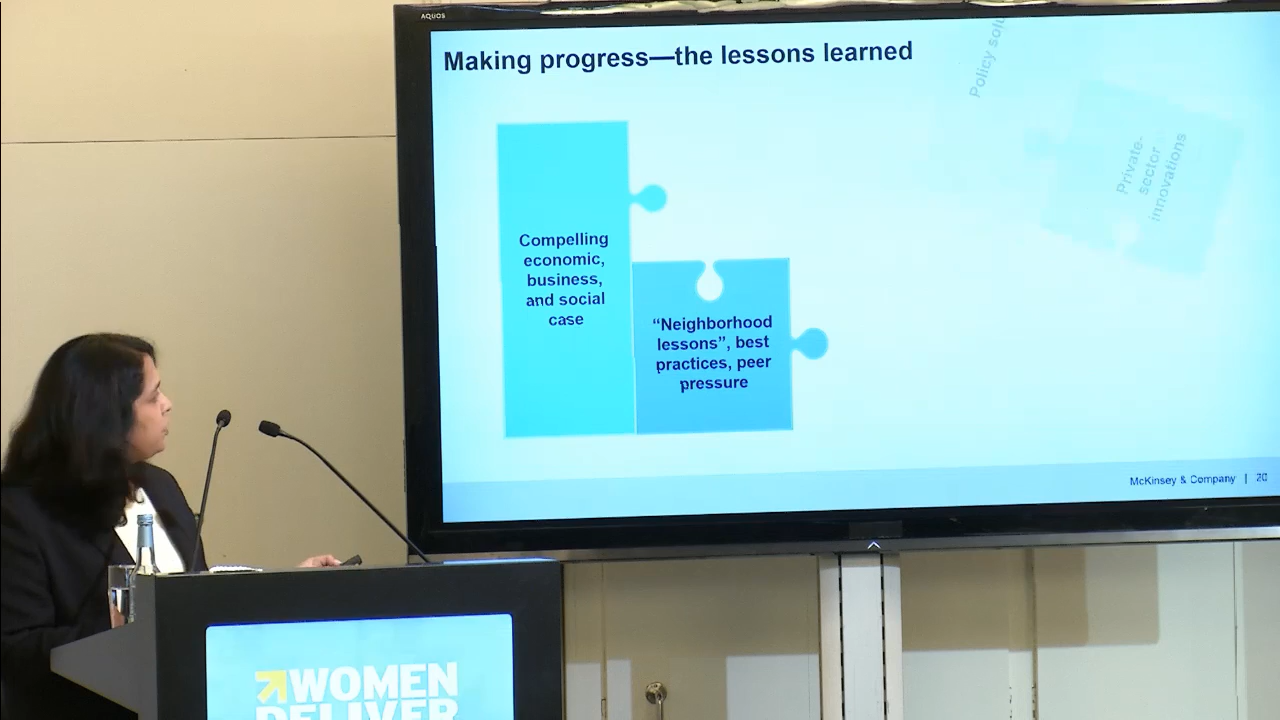 AQUOS
Making progress—the lessons learned
Policy
Private-
sector
innovations
Compelling
economic,
business,
and social
case
“Neighborhood
lessons”, best
practices, peer
pressure
McKinsey & Company | 20
WOMEN
DELIVER